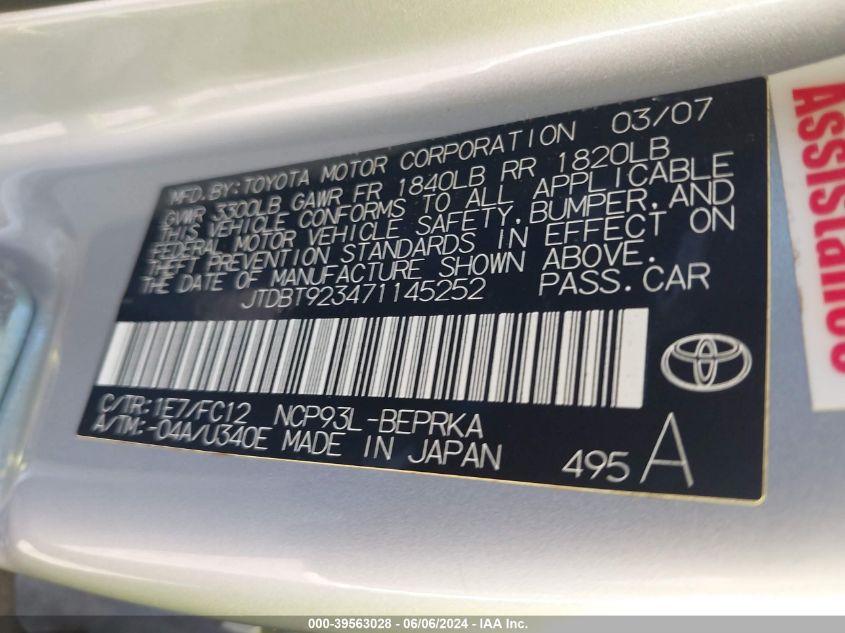 MFD.BY:TOYOTA MOTOR CORPORATION 03/07
GVWR 3300LB GAWR FR 1840LB RR 1820LB
THIS VEHICLE CONFORMS TO ALL APPLICABLE
FEDERAL MOTOR VEHICLE SAFETY,BUMPER,AND
THEFT PREVENTION STANDARDS IN EFFECT ON
THE DATE OF MANUFACTURE SHOWN ABOVE.
JTDBT923471145252 PASS.CAR
C/TR:1E7/FC12 NCP93L-BEPRKA
A/TM:-04A/U340E MADE IN JAPAN
495 A
Assistance
000-39563028 - 06/06/2024 - IAA Inc.